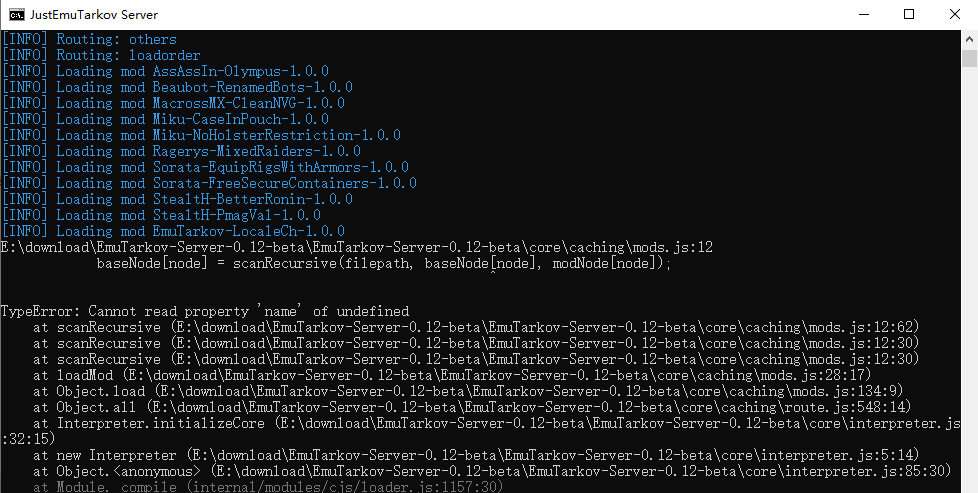 JustEmuTarkov Server
[INFO] Routing: others
[INFO] Routing: loadorder
[INFO] Loading mod AssAssIn-Olympus-1.0.0
[INFO] Loading mod Beaubot-RenamedBots-1.0.0
[INFO] Loading mod MacrossMX-CleanNVG-1.0.0
[INFO] Loading mod Miku-CaseInPouch-1.0.0
[INFO] Loading mod Miku-NoHolsterRestriction-1.0.0
[INFO] Loading mod Ragerys-MixedRaiders-1.0.0
[INFO] Loading mod Sorata-EquipRigsWithArmors-1.0.0
[INFO] Loading mod Sorata-FreeSecureContainers-1.0.0
[INFO] Loading mod StealtH-BetterRonin-1.0.0
[INFO] Loading mod StealtH-PmagVal-1.0.0
[INFO] Loading mod EmuTarkov-LocaleCh-1.0.0
E:\download\EmuTarkov-Server-0.12-beta\EmuTarkov-Server-0.12-beta\core\caching\mods.js:12
baseNode[node] = scanRecursive(filepath, baseNode[node], modNode[node]);
^
TypeError: Cannot read property 'name' of undefined
at scanRecursive (E:\download\EmuTarkov-Server-0.12-beta\EmuTarkov-Server-0.12-beta\core\caching\mods.js:12:62)
at scanRecursive (E:\download\EmuTarkov-Server-0.12-beta\EmuTarkov-Server-0.12-beta\core\caching\mods.js:12:30)
at scanRecursive (E:\download\EmuTarkov-Server-0.12-beta\EmuTarkov-Server-0.12-beta\core\caching\mods.js:12:30)
at loadMod (E:\download\EmuTarkov-Server-0.12-beta\EmuTarkov-Server-0.12-beta\core\caching\mods.js:28:17)
at Object.load (E:\download\EmuTarkov-Server-0.12-beta\EmuTarkov-Server-0.12-beta\core\caching\mods.js:134:9)
at Object.all (E:\download\EmuTarkov-Server-0.12-beta\EmuTarkov-Server-0.12-beta\core\caching\route.js:548:14)
at Interpreter.initializeCore (E:\download\EmuTarkov-Server-0.12-beta\EmuTarkov-Server-0.12-beta\core\interpreter.js
:32:15)
at new Interpreter (E:\download\EmuTarkov-Server-0.12-beta\EmuTarkov-Server-0.12-beta\core\interpreter.js:5:14)
at Object.<anonymous> (E:\download\EmuTarkov-Server-0.12-beta\EmuTarkov-Server-0.12-beta\core\interpreter.js:85:30)
at Module._compile (internal/modules/cjs/loader.js:1157:30)